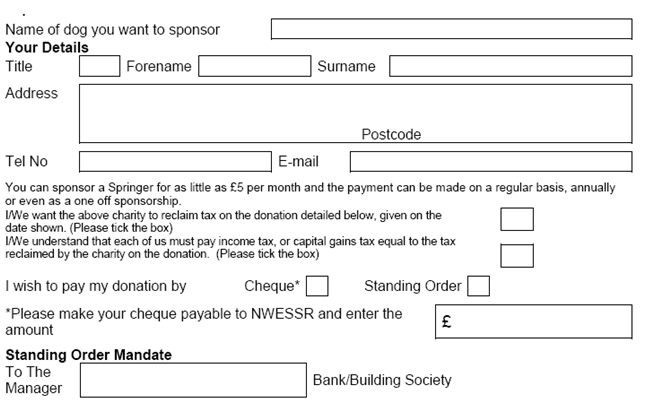 Name of dog you want to sponsor
Your Details
Title Forename Surname
Address
Postcode
Tel No E-mail
You can sponsor a Springer for as little as £5 per month and the payment can be made on a regular basis, annually
or even as a one off sponsorship.
I/We want the above charity to reclaim tax on the donation detailed below, given on the
date shown. (Please tick the box)
I/We understand that each of us must pay income tax, or capital gains tax equal to the tax
reclaimed by the charity on the donation. (Please tick the box)
I wish to pay my donation by Cheque* Standing Order
*Please make your cheque payable to NWESSR and enter the
amount £
Standing Order Mandate
To The
Manager Bank/Building Society